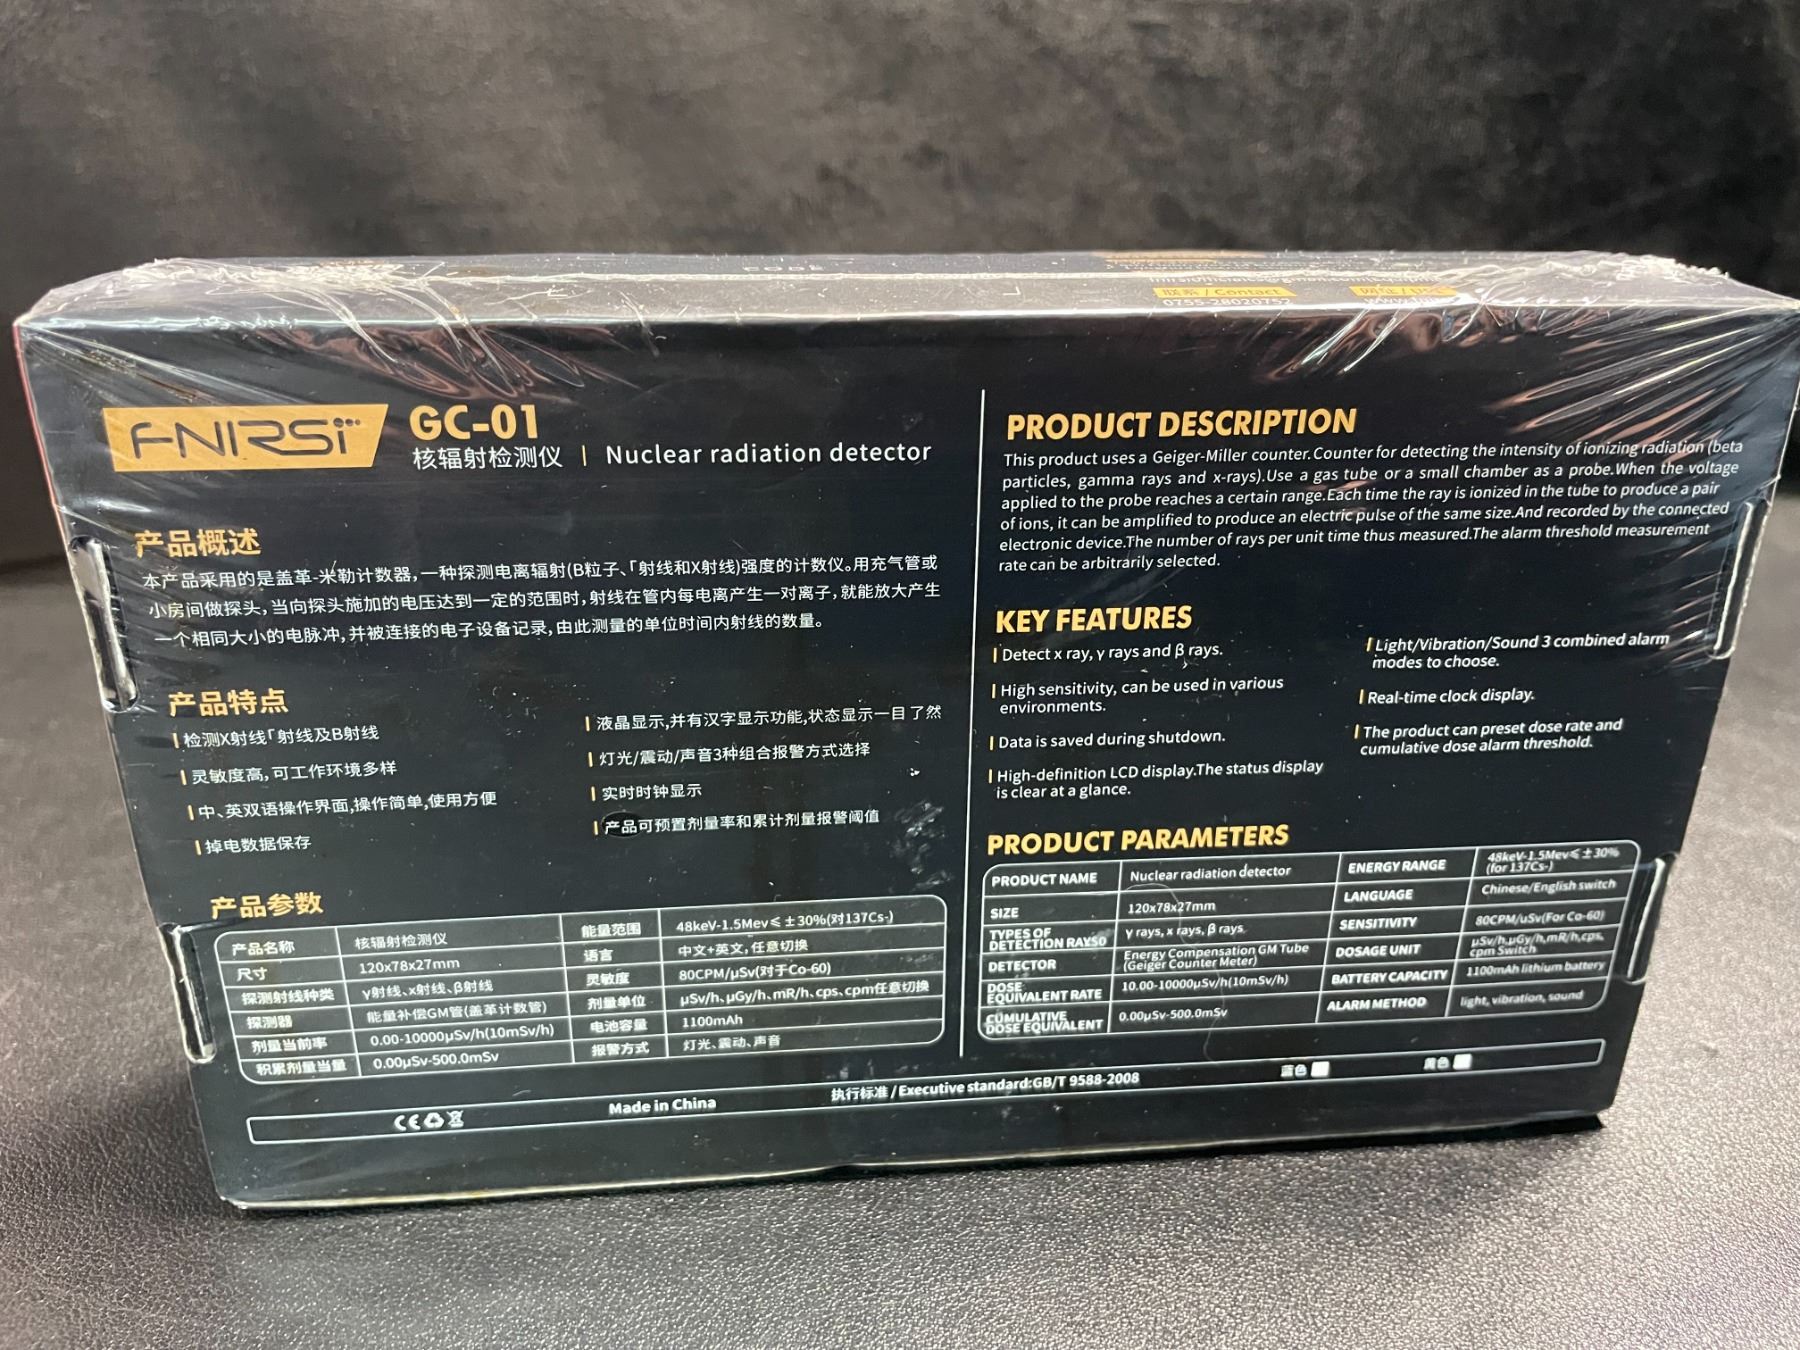 CODE
联系 / Contact
0755-28020752
FNIRSI
GC-01
核辐射检测仪 | Nuclear radiation detector
产品概述
本产品采用的是盖革-米勒计数器,一种探测电离辐射(B粒子、「射线和X射线)强度的计数仪。用充气管或
小房间做探头,当向探头施加的电压达到一定的范围时,射线在管内每电离产生一对离子,就能放大产生
一个相同大小的电脉冲,并被连接的电子设备记录,由此测量的单位时间内射线的数量。
产品特点
检测X射线「射线及B射线
灵敏度高,可工作环境多样
中、英双语操作界面,操作简单,使用方便
掉电数据保存
液晶显示,并有汉字显示功能,状态显示一目了然
灯光/震动/声音3种组合报警方式选择
实时时钟显示
产品可预置剂量率和累计剂量报警阈值
产品参数
产品名称 核辐射检测仪 能量范围 48keV-1.5Mev≤±30%(对137Cs-)
尺寸 120x78x27mm 语言 中文+英文,任意切换
探测射线种类 γ射线、x射线、β射线 灵敏度 80CPM/μSv(对于Co-60)
探测器 能量补偿GM管(盖革计数管) 剂量单位 μSv/h、μGy/h、mR/h、cps、cpm任意切换
剂量当前率 0.00-10000μSv/h(10mSv/h) 电池容量 1100mAh
积累剂量当量 0.00μSv-500.0mSv 报警方式 灯光、震动、声音
PRODUCT DESCRIPTION
This product uses a Geiger-Miller counter.Counter for detecting the intensity of ionizing radiation (beta
particles, gamma rays and x-rays).Use a gas tube or a small chamber as a probe.When the voltage
applied to the probe reaches a certain range.Each time the ray is ionized in the tube to produce a pair
of ions, it can be amplified to produce an electric pulse of the same size.And recorded by the connected
electronic device.The number of rays per unit time thus measured.The alarm threshold measurement
rate can be arbitrarily selected.
KEY FEATURES
Detect x ray, γ rays and β rays.
High sensitivity, can be used in various
environments.
Data is saved during shutdown.
High-definition LCD display.The status display
is clear at a glance.
Light/Vibration/Sound 3 combined alarm
modes to choose.
Real-time clock display.
The product can preset dose rate and
cumulative dose alarm threshold.
PRODUCT PARAMETERS
PRODUCT NAME Nuclear radiation detector ENERGY RANGE 48keV-1.5Mev≤±30%
(for 137Cs-)
SIZE 120x78x27mm LANGUAGE Chinese/English switch
TYPES OF
DETECTION RAYSO γ rays, x rays, β rays SENSITIVITY 80CPM/uSv(For Co-60)
DETECTOR Energy Compensation GM Tube
(Geiger Counter Meter) DOSAGE UNIT μSv/h,μGy/h,mR/h,cps,
cpm Switch
DOSE
EQUIVALENT RATE 10.00-10000μSv/h(10mSv/h) BATTERY CAPACITY 1100mAh lithium battery
CUMULATIVE
DOSE EQUIVALENT 0.00μSv-500.0mSv ALARM METHOD light, vibration, sound
CE Made in China 执行标准 / Executive standard:GB/T 9588-2008 蓝色 黄色